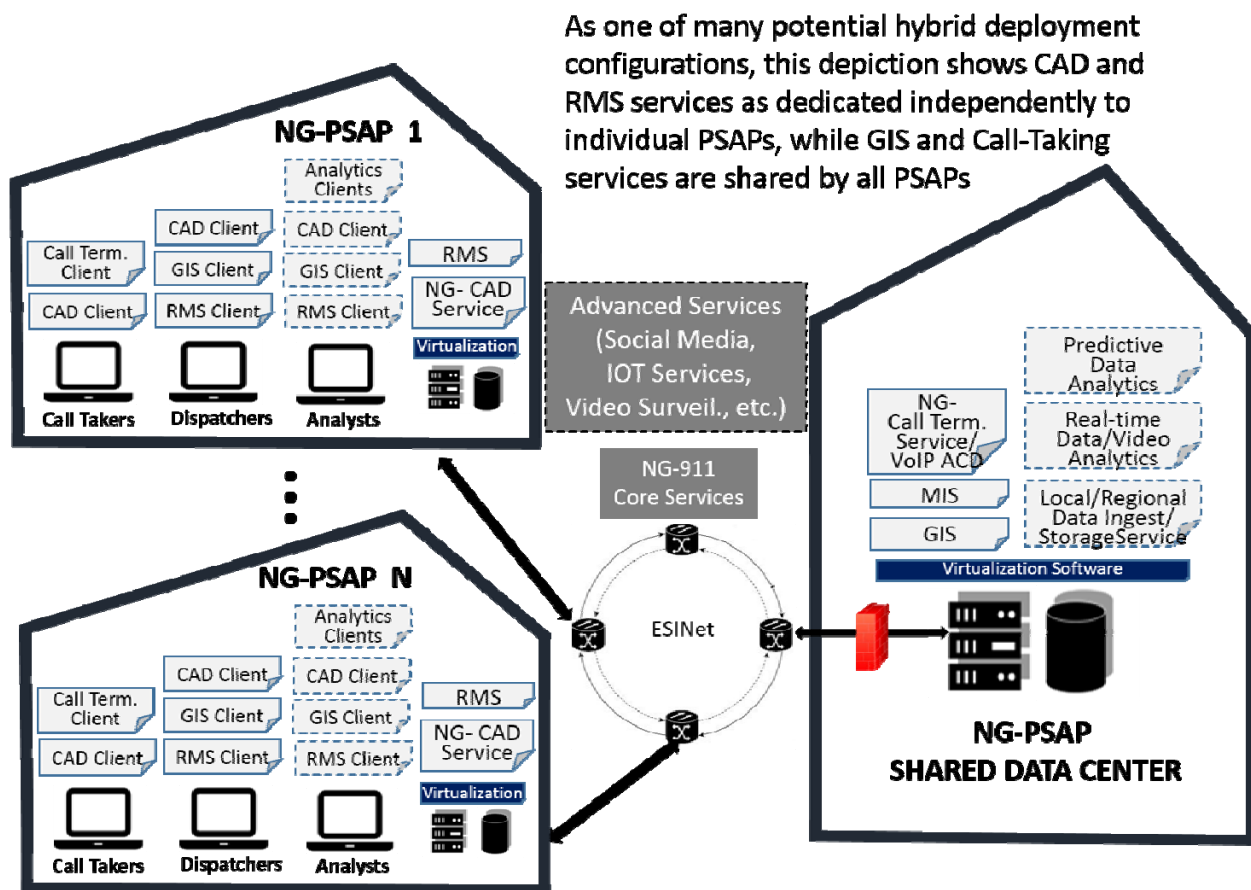 As one of many potential hybrid deployment
configurations, this depiction shows CAD and
RMS services as dedicated independently to
individual PSAPs, while GIS and Call-Taking
services are shared by all PSAPs
NG-PSAP 1
Analytics
Clients
CAD Client
CAD Client
Call Term.
Client
GIS Client
GIS Client
RMS
CAD Client
RMS Client
RMS Client
NG- CAD
Service
Virtualization
Call Takers
Dispatchers
Analysts
Advanced Services
(Social Media,
IOT Services,
Video Surveil., etc.)
NG-911
Core Services
ESINet
NG-PSAP N
Analytics
Clients
CAD Client
CAD Client
Call Term.
Client
GIS Client
GIS Client
RMS
CAD Client
RMS Client
RMS Client
NG- CAD
Service
Virtualization
Call Takers
Dispatchers
Analysts
Predictive
Data
Analytics
NG-
Call Term.
Service/
VoIP ACD
Real-time
Data/Video
Analytics
MIS
GIS
Local/Regional
Data Ingest/
StorageService
Virtualization Software
NG-PSAP
SHARED DATA CENTER